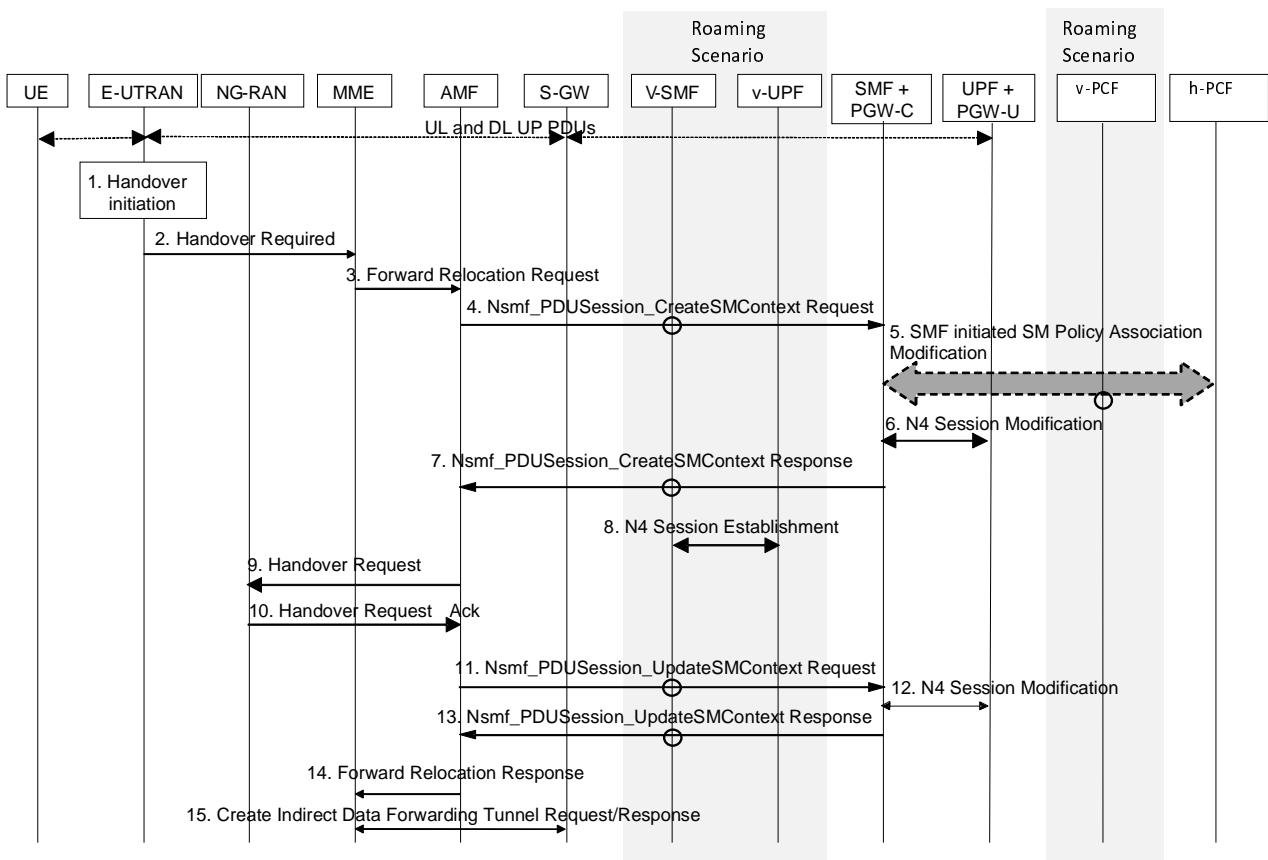 Roaming
Scenario
Roaming
Scenario
UE
E-UTRAN
NG-RAN
MME
AMF
S-GW
V-SMF
v-UPF
SMF +
PGW-C
UPF +
PGW-U
v-PCF
h-PCF
UL and DL UP PDUs
1. Handover
initiation
2. Handover Required
3. Forward Relocation Request
4. Nsmf_PDUSession_CreateSMContext Request
5. SMF initiated SM Policy Association
Modification
6. N4 Session Modification
7. Nsmf_PDUSession_CreateSMContext Response
8. N4 Session Establishment
9. Handover Request
10. Handover Request Ack
11. Nsmf_PDUSession_UpdateSMContext Request
12. N4 Session Modification
13. Nsmf_PDUSession_UpdateSMContext Response
14. Forward Relocation Response
15. Create Indirect Data Forwarding Tunnel Request/Response